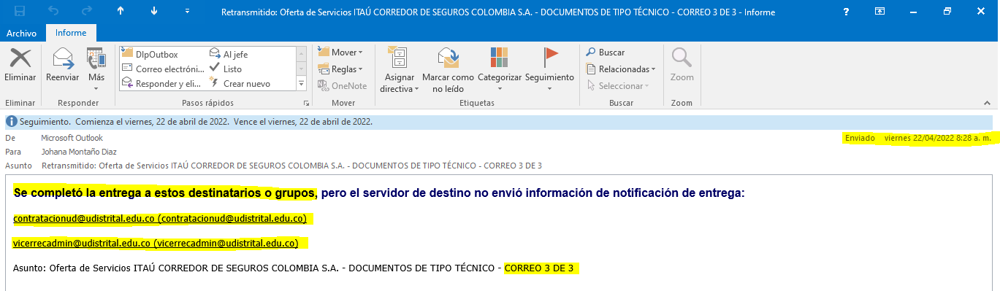 Retransmitido: Oferta de Servicios ITAÚ CORREDOR DE SEGUROS COLOMBIA S.A. - DOCUMENTOS DE TIPO TÉCNICO - CORREO 3 DE 3 - Informe
?
Archivo
Informe
Eliminar
Reenviar
Más
DlpOutbox
Correo electróni...
Responder y eli...
Al jefe
Listo
Crear nuevo
Mover
Reglas
OneNote
Asignar directiva
Marcar como no leído
Categorizar
Seguimiento
Buscar
Relacionadas
Seleccionar
Zoom
Eliminar
Responder
Pasos rápidos
Mover
Etiquetas
Buscar
Zoom
Seguimiento. Comienza el viernes, 22 de abril de 2022. Vence el viernes, 22 de abril de 2022.
De Microsoft Outlook
Enviado viernes 22/04/2022 8:28 a. m.
Para Johana Montaño Diaz
Asunto Retransmitido: Oferta de Servicios ITAÚ CORREDOR DE SEGUROS COLOMBIA S.A. - DOCUMENTOS DE TIPO TÉCNICO - CORREO 3 DE 3
Se completó la entrega a estos destinatarios o grupos, pero el servidor de destino no envió información de notificación de entrega:
contratacionud@udistrital.edu.co (contratacionud@udistrital.edu.co)
vicerrecadmin@udistrital.edu.co (vicerrecadmin@udistrital.edu.co)
Asunto: Oferta de Servicios ITAÚ CORREDOR DE SEGUROS COLOMBIA S.A. - DOCUMENTOS DE TIPO TÉCNICO - CORREO 3 DE 3